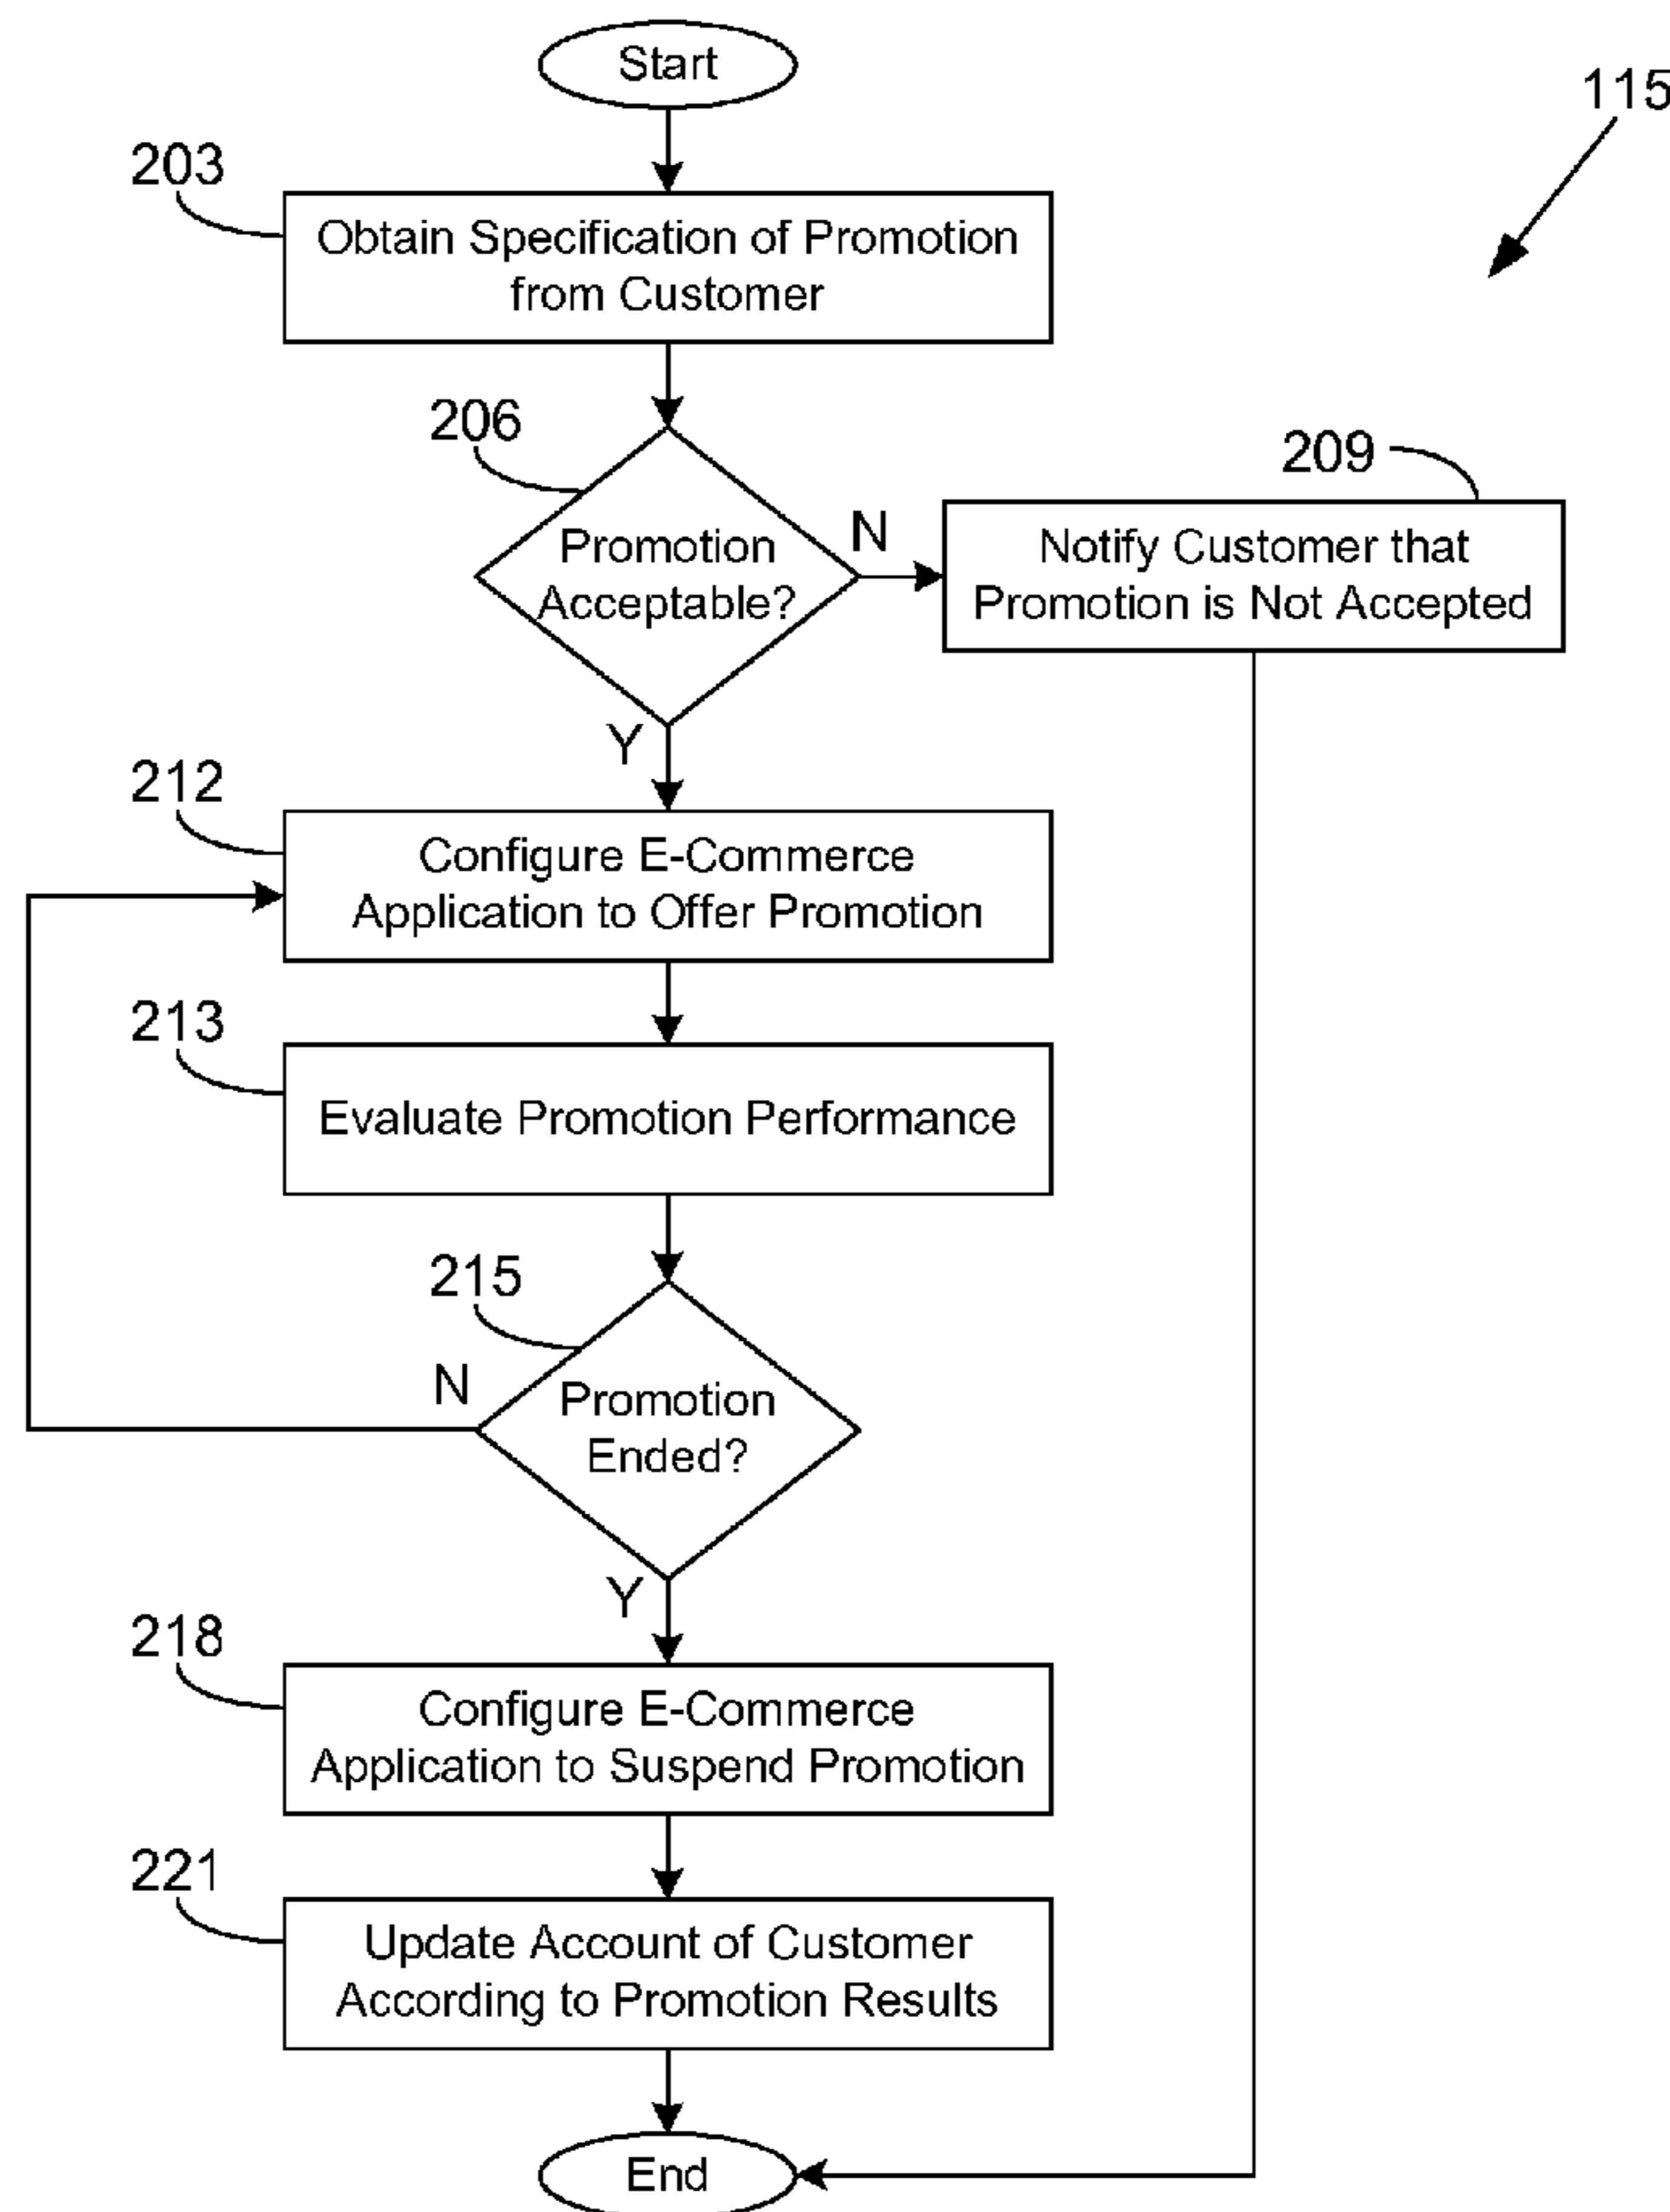 Start
115
203
Obtain Specification of Promotion
from Customer
206
Promotion
Acceptable?
N
209
Notify Customer that
Promotion is Not Accepted
Y
212
Configure E-Commerce
Application to Offer Promotion
213
Evaluate Promotion Performance
215
N
Promotion
Ended?
Y
218
Configure E-Commerce
Application to Suspend Promotion
221
Update Account of Customer
According to Promotion Results
End